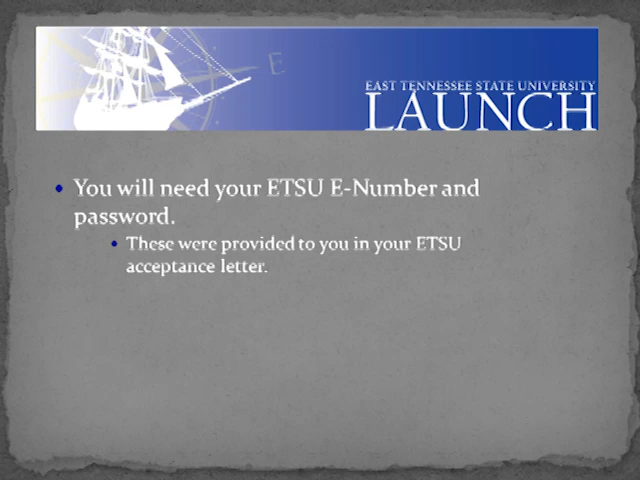 E
EAST TENNESSEE STATE UNIVERSITY
LAUNCH
• You will need your ETSU E-Number and
password.
• These were provided to you in your ETSU
acceptance letter.